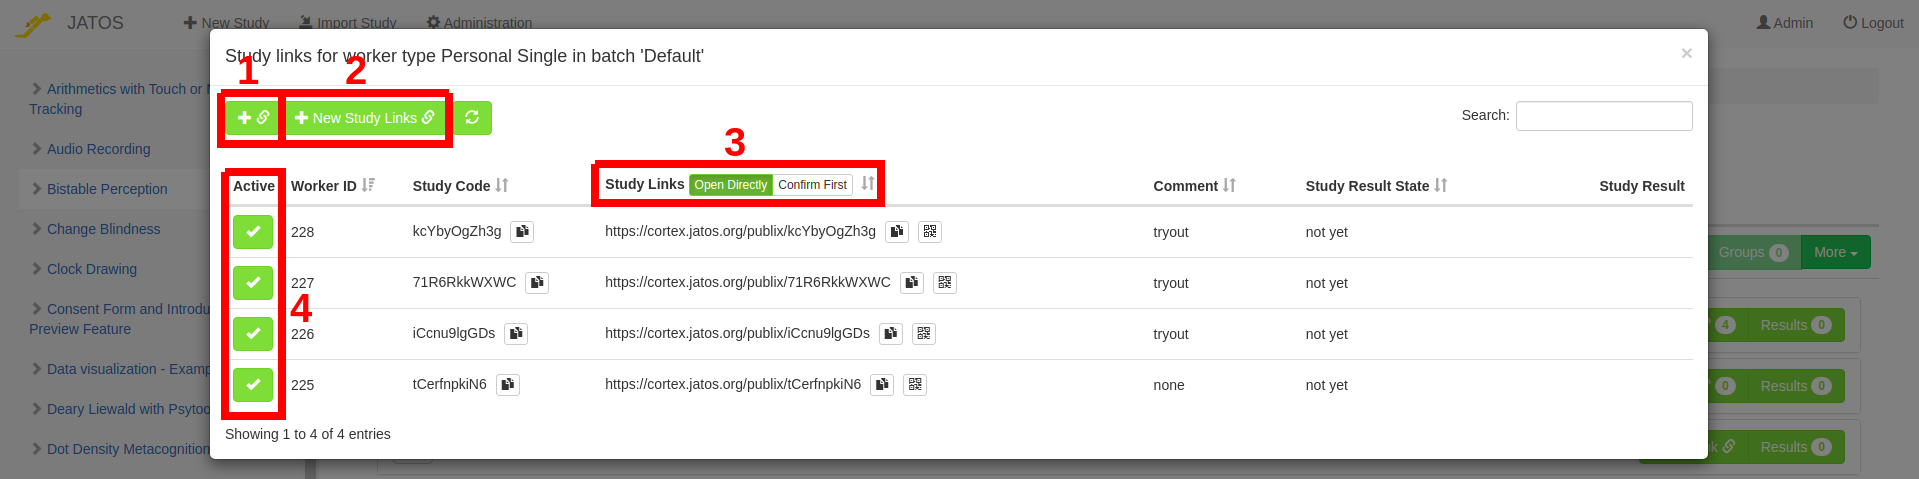 JATOS New Study Import Study Administration Admin Logout
Study links for worker type Personal Single in batch 'Default' ×
1 2
Arithmetics with Touch or
Tracking
New Study Links
Search:
3
Audio Recording
Active Worker ID Study Code Study Links Open Directly Confirm First Comment Study Result State Study Result
Bistable Perception
Change Blindness
228 kcYbyOgZh3g https://cortex.jatos.org/publix/kcYbyOgZh3g tryout not yet
Groups 0 More
Clock Drawing
227 71R6RkkWXWC https://cortex.jatos.org/publix/71R6RkkWXWC tryout not yet
4
Consent Form and Introdu
Preview Feature
4 Results 0
226 iCcnu9lgGDs https://cortex.jatos.org/publix/iCcnu9lgGDs tryout not yet
Data visualization - Examp
225 tCerfnpkiN6 https://cortex.jatos.org/publix/tCerfnpkiN6 none not yet
0 Results 0
Deary Liewald with Psytoo
Showing 1 to 4 of 4 entries
Dot Density Metacognition
Results 0